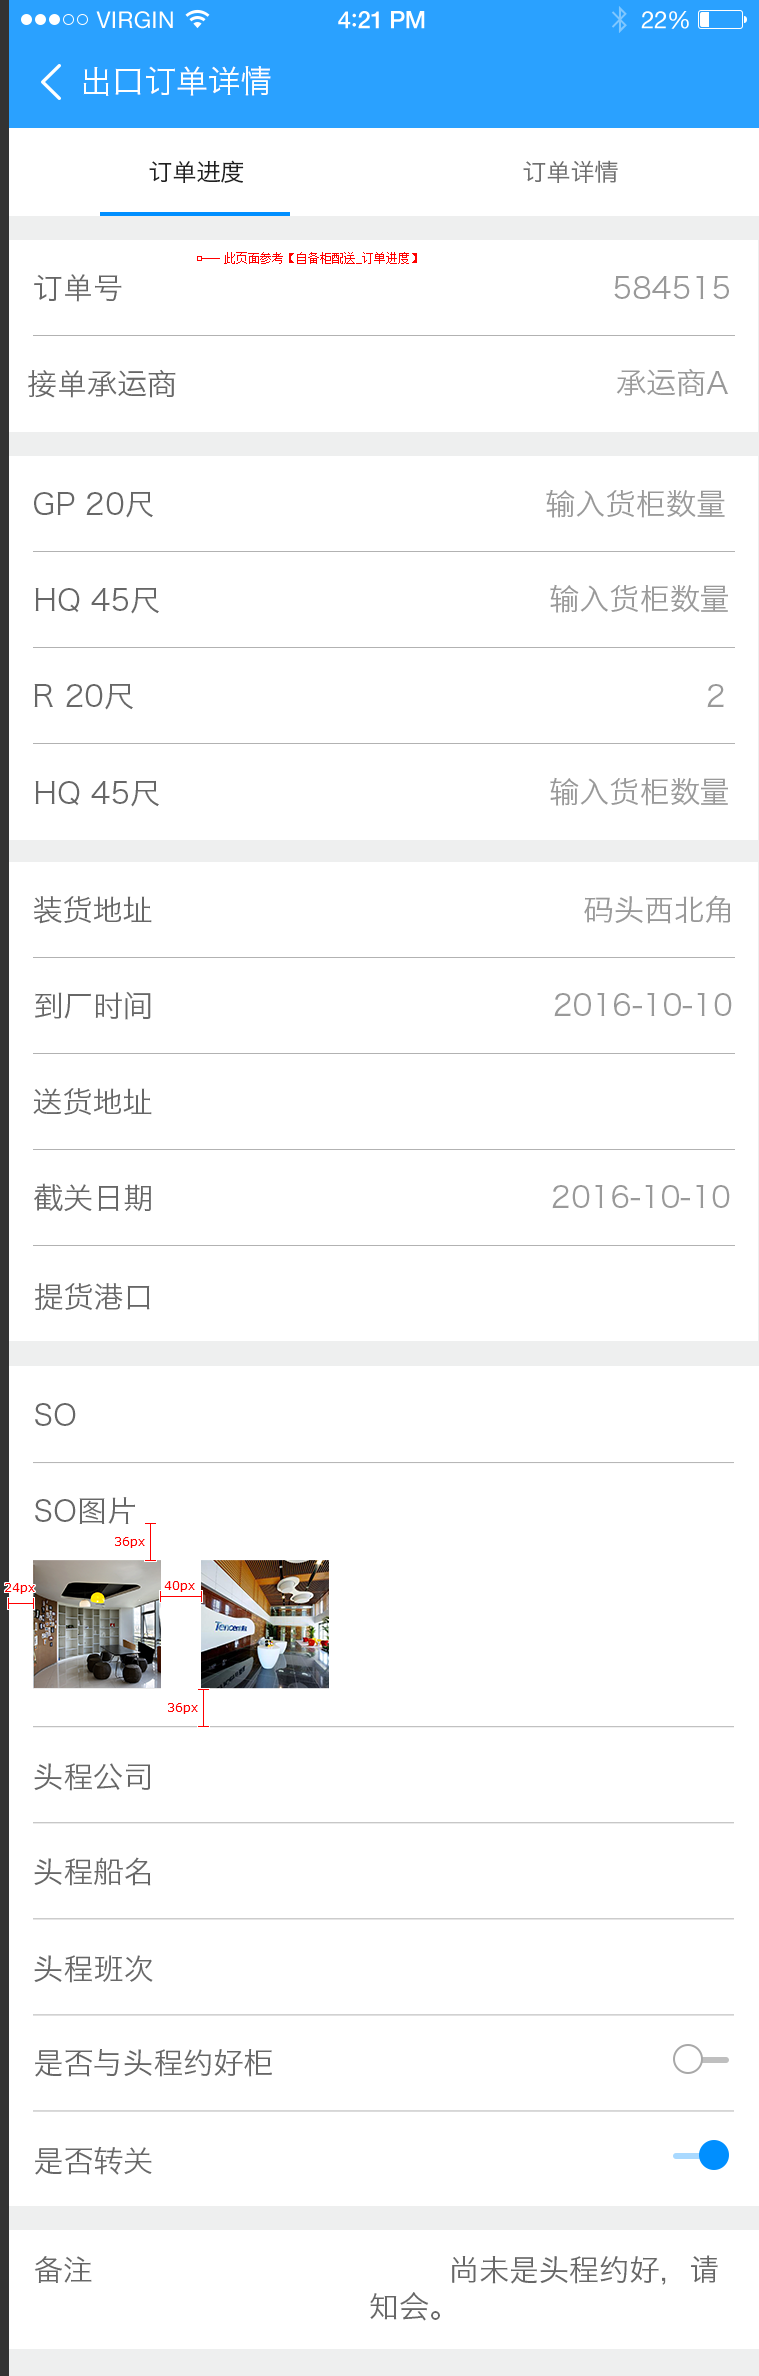 VIRGIN 4:21 PM 22%
出口订单详情
订单进度 订单详情
此页面参考【自备柜配送_订单进度】
订单号 584515
接单承运商 承运商A
GP 20尺 输入货柜数量
HQ 45尺 输入货柜数量
R 20尺 2
HQ 45尺 输入货柜数量
装货地址 码头西北角
到厂时间 2016-10-10
送货地址
截关日期 2016-10-10
提货港口
SO
SO图片
36px
24px 40px
Tencent
36px
头程公司
头程船名
头程班次
是否与头程约好柜
是否转关
备注 尚未是头程约好，请
知会。